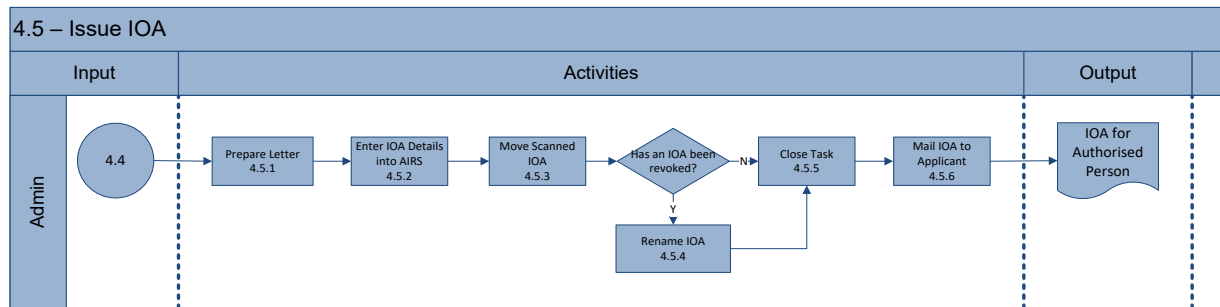 4.5 – Issue IOA
Input
Activities
Output
Admin
4.4
Prepare Letter
4.5.1
Enter IOA Details
into AIRS
4.5.2
Move Scanned
IOA
4.5.3
Has an IOA been
revoked?
N
Y
Rename IOA
4.5.4
Close Task
4.5.5
Mail IOA to
Applicant
4.5.6
IOA for
Authorised
Person